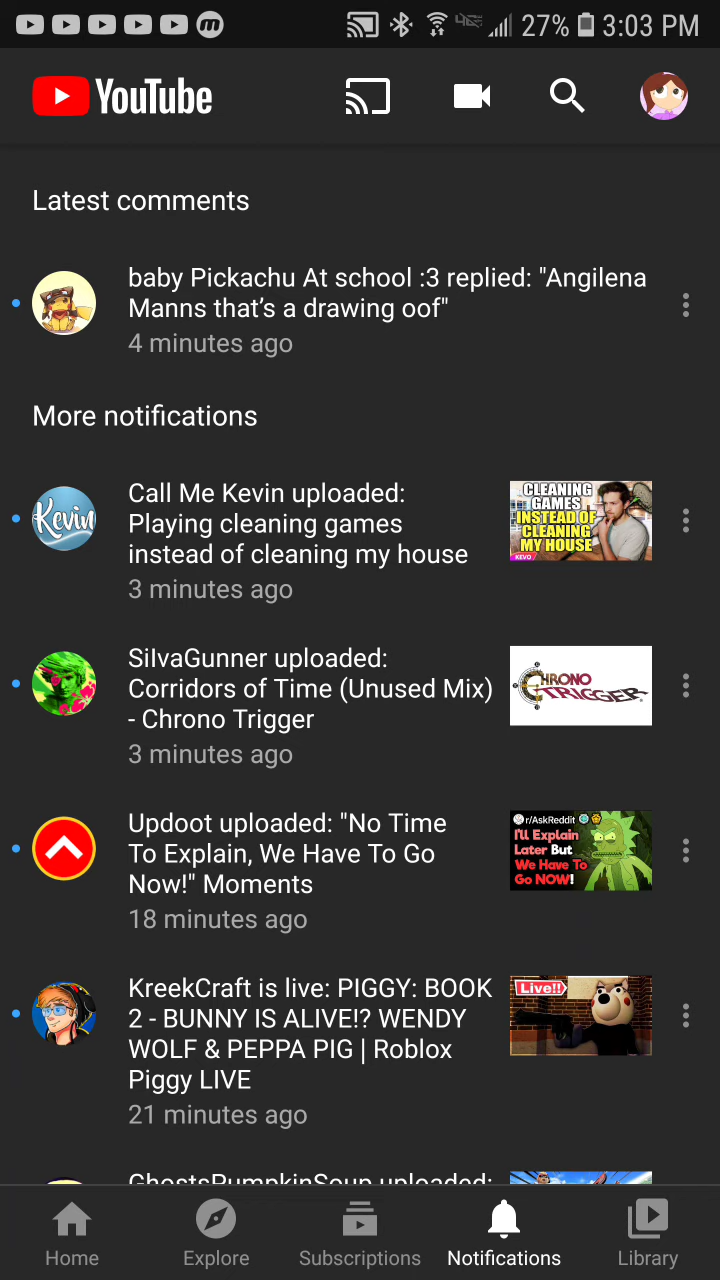 27% 3:03 PM
YouTube
Latest comments
baby Pickachu At school :3 replied: "Angilena
Manns that’s a drawing oof"
4 minutes ago
More notifications
Kevin
Call Me Kevin uploaded:
Playing cleaning games
instead of cleaning my house
3 minutes ago
CLEANING
GAMES
INSTEAD OF
CLEANING
MY HOUSE
KEVO
SiIvaGunner uploaded:
Corridors of Time (Unused Mix)
- Chrono Trigger
3 minutes ago
CHRONO
TRIGGER
Updoot uploaded: "No Time
To Explain, We Have To Go
Now!" Moments
18 minutes ago
r/AskReddit
I'll Explain
Later But
We Have To
Go NOW!
KreekCraft is live: PIGGY: BOOK
2 - BUNNY IS ALIVE!? WENDY
WOLF & PEPPA PIG | Roblox
Piggy LIVE
21 minutes ago
Live!!
GhostsPumpkinSoup uploaded:
Home
Explore
Subscriptions
Notifications
Library